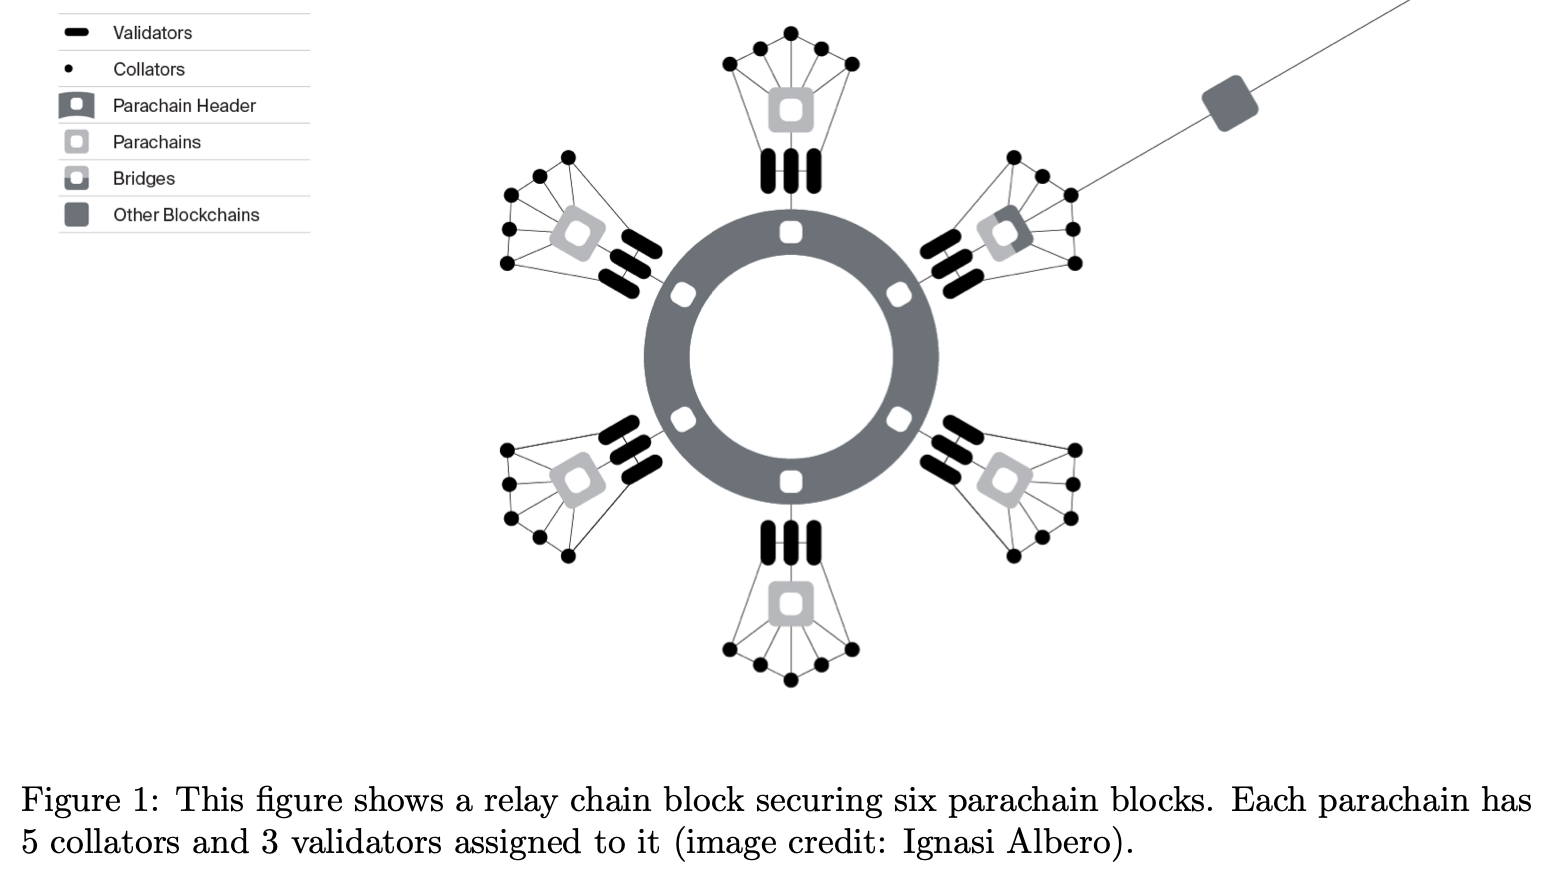 Validators
Collators
Parachain Header
Parachains
Bridges
Other Blockchains
Figure 1: This figure shows a relay chain block securing six parachain blocks. Each parachain has
5 collators and 3 validators assigned to it (image credit: Ignasi Albero).